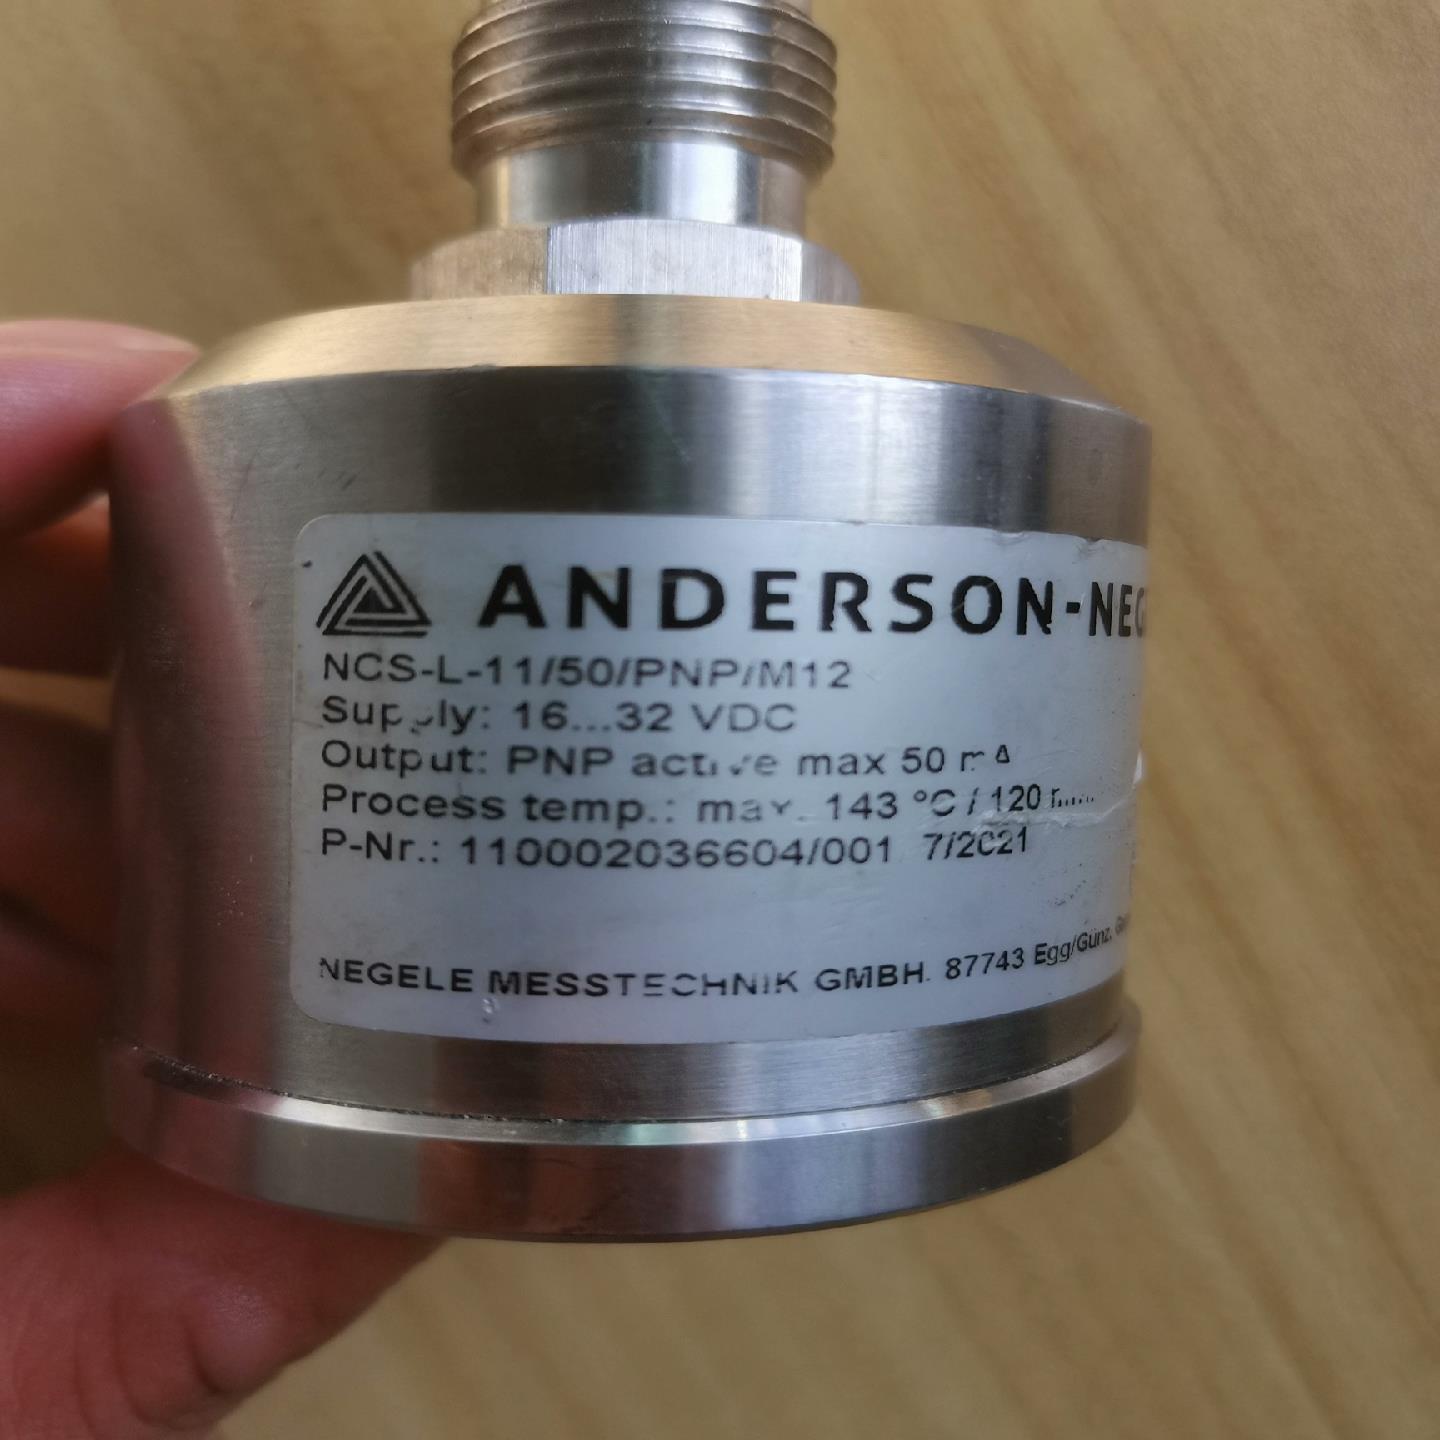 ANDERSON-NEG
NCS-L-11/50/PNP/M12
Supply: 16...32 VDC
Output: PNP active max 50 mA
Process temp.: max. 143 °C / 120
P-Nr.: 110002036604/001 7/2021
NEGELE MESSTECHNIK GMBH. 87743 Egg/Günz,